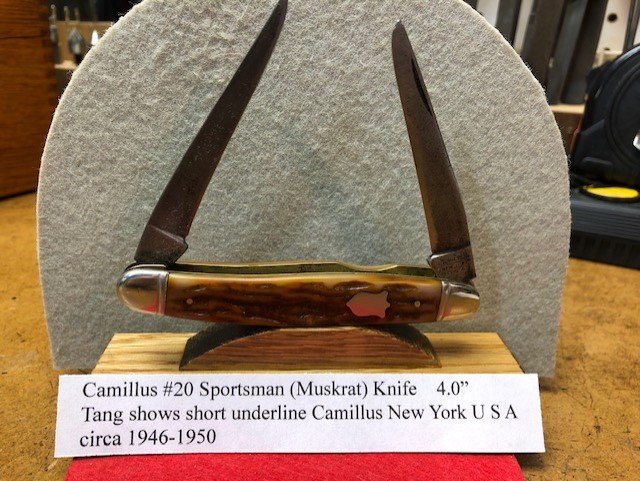 Camillus #20 Sportsman (Muskrat) Knife 4.0”
Tang shows short underline Camillus New York U S A
circa 1946-1950